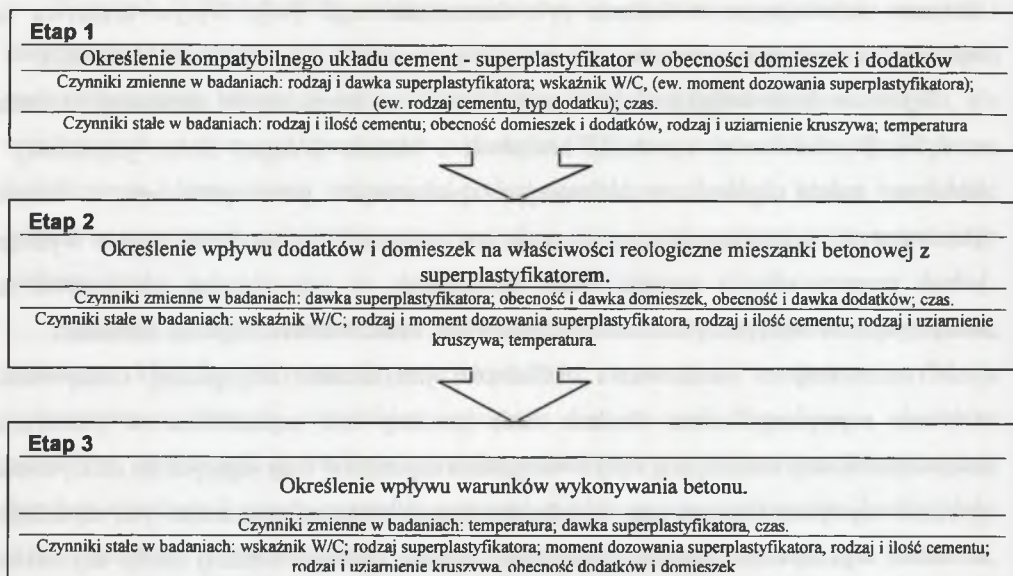 Etap 1
Określenie kompatybilnego układu cement - superplastyfikator w obecności domieszek i dodatków
Czynniki zmienne w badaniach: rodzaj i dawka superplastyfikatora; wskaźnik W/C, (ew. moment dozowania superplastyfikatora);
(ew. rodzaj cementu, typ dodatku); czas.
Czynniki stałe w badaniach: rodzaj i ilość cementu; obecność domieszek i dodatków, rodzaj i uziarnienie kruszywa; temperatura
Etap 2
Określenie wpływu dodatków i domieszek na właściwości reologiczne mieszanki betonowej z
superplastyfikatorem.
Czynniki zmienne w badaniach: dawka superplastyfikatora; obecność i dawka domieszek, obecność i dawka dodatków; czas.
Czynniki stałe w badaniach: wskaźnik W/C; rodzaj i moment dozowania superplastyfikatora, rodzaj i ilość cementu; rodzaj i uziarnienie
kruszywa; temperatura.
Etap 3
Określenie wpływu warunków wykonywania betonu.
Czynniki zmienne w badaniach: temperatura; dawka superplastyfikatora, czas.
Czynniki stałe w badaniach: wskaźnik W/C; rodzaj superplastyfikatora; moment dozowania superplastyfikatora, rodzaj i ilość cementu;
rodzaj i uziarnienie kruszywa, obecność dodatków i domieszek